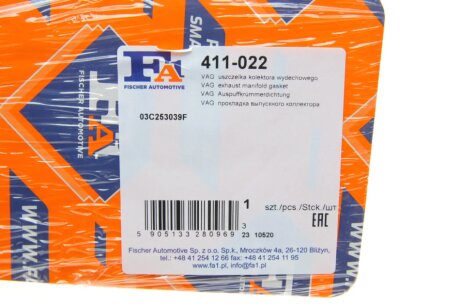 FA1
411-022
FISCHER AUTOMOTIVE
VAG uszczelka kolektora wydechowego
VAG exhaust manifold gasket
VAG Auspuffkrümmerdichtung
VAG прокладка выпускного коллектора
03C253039F
1
szt./pcs./Stck./шт.
3
5 905133 280969
23 10520
EAC
Fischer Automotive Sp. z o.o. Sp.k., Mroczków 4a, 26-120 Bliżyn,
tel.: +48 41 254 12 66 fax +48 41 254 11 95
www.fa1.pl, info@fa1.pl